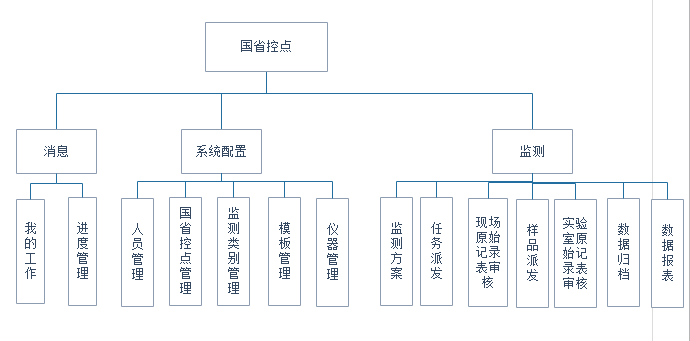 国省控点
消息
系统配置
监测
我的工作
进度管理
人员管理
国省控点管理
监测类别管理
模板管理
仪器管理
监测方案
任务派发
现场原始记录表审核
样品派发
实验室原始记录表审核
数据归档
数据报表